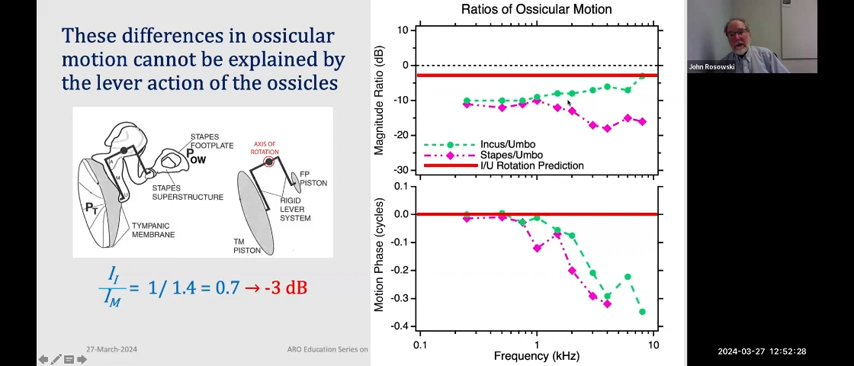 These differences in ossicular
motion cannot be explained by
the lever action of the ossicles
STAPES
FOOTPLATE
P OW
STAPES
SUPERSTRUCTURE
P T
TYMPANIC
MEMBRANE
AXIS OF
ROTATION
FP
PISTON
RIGID
LEVER
SYSTEM
TM
PISTON
I I / I M = 1/ 1.4 = 0.7 → -3 dB
27-March-2024
ARO Education Series on
Ratios of Ossicular Motion
Magnitude Ratio (dB)
10
0
-10
-20
-30
Incus/Umbo
Stapes/Umbo
I/U Rotation Prediction
Motion Phase (cycles)
0.1
0.0
-0.1
-0.2
-0.3
-0.4
0.1
1
10
Frequency (kHz)
John Rosowski
2024-03-27 12:52:28